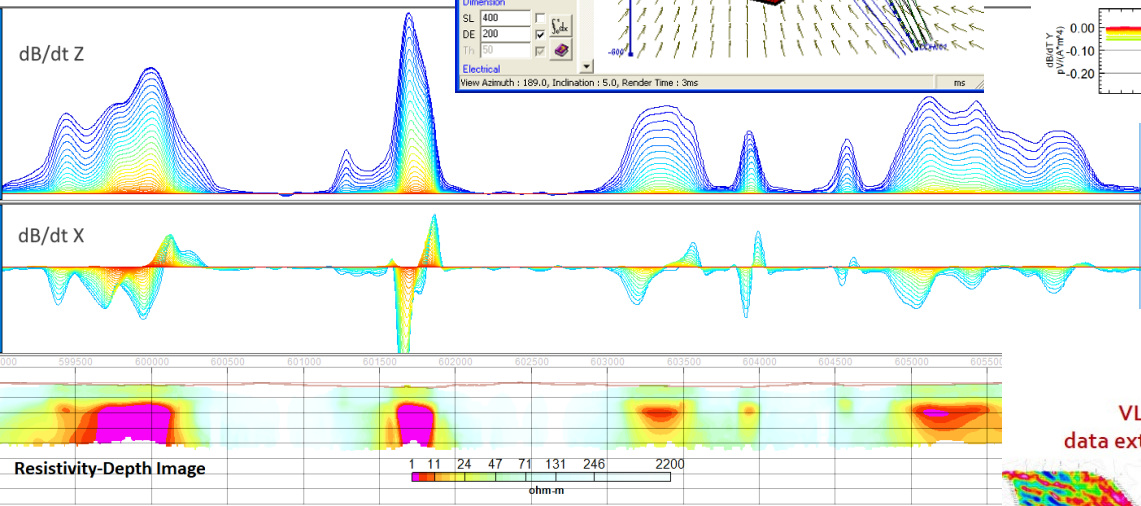 Dimension
SL 400
DE 200
Th 50
Electrical
-600
View Azimuth : 189.0, Inclination : 5.0, Render Time : 3ms
ms
dB/dt Y
pV/(A*m^4)
0.00
-0.10
-0.20
dB/dt Z
dB/dt X
000 599500 600000 600500 601000 601500 602000 602500 603000 603500 604000 604500 605000 605500
VL
data ext
Resistivity-Depth Image
1 11 24 47 71 131 246 2200
ohm-m